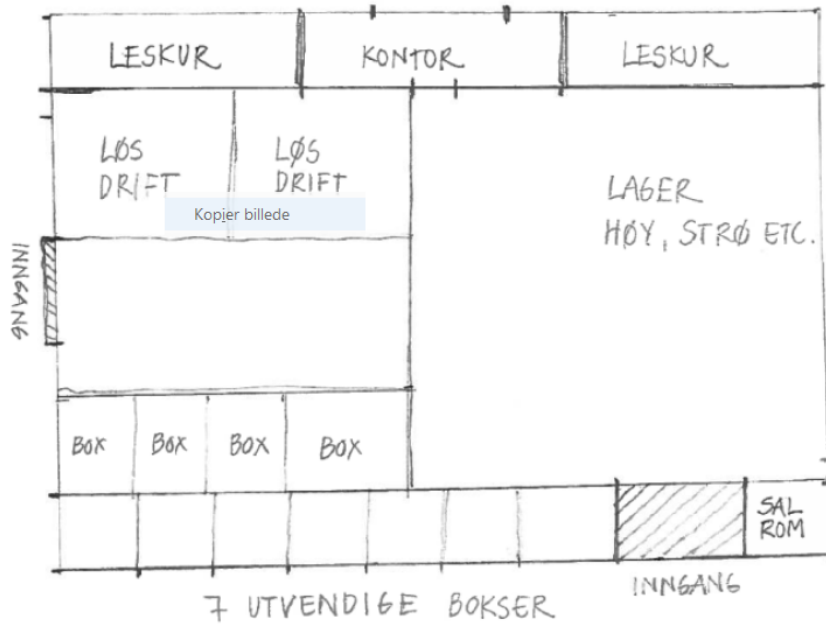 LESKUR
KONTOR
LESKUR
LØS
DRIFT
LØS
DRIFT
Kopjer billede
LAGER
HØY, STRØ ETC.
INNGANG
BOX
BOX
BOX
BOX
SAL
ROM
INNGANG
7 UTVENDIGE BOKSER